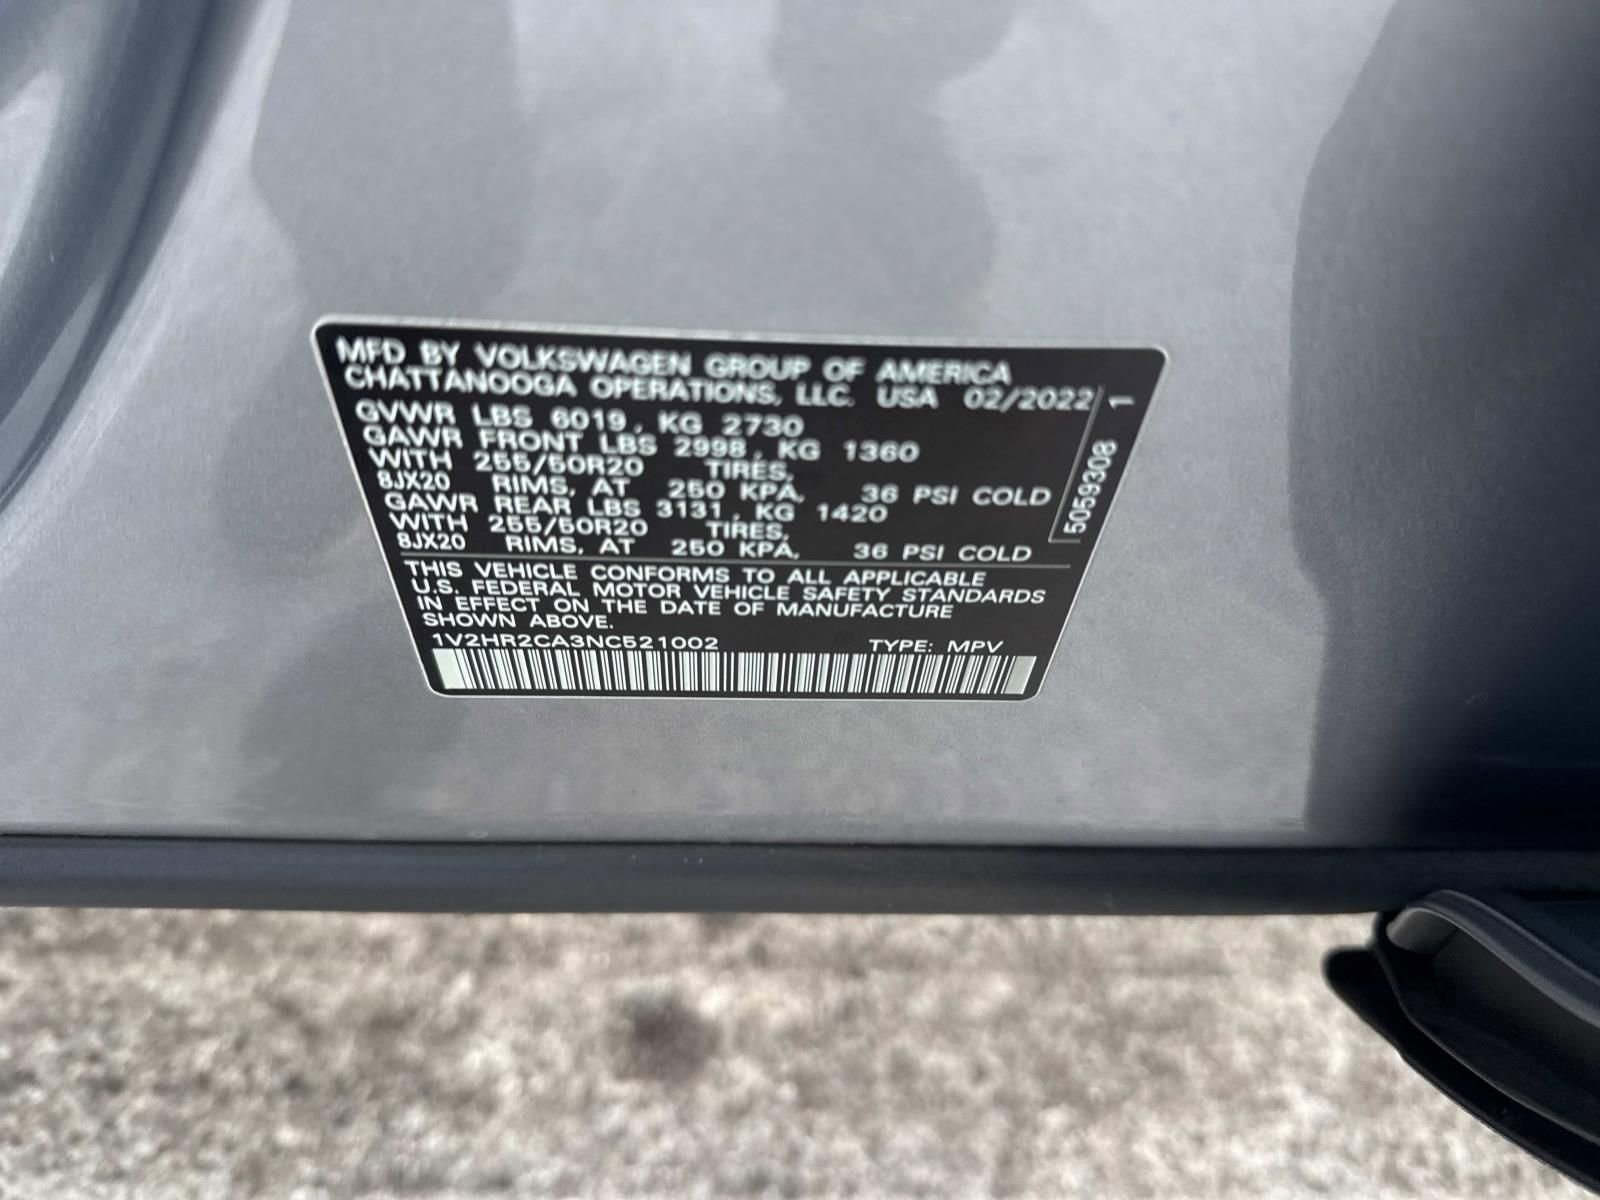 MFD BY VOLKSWAGEN GROUP OF AMERICA
CHATTANOOGA OPERATIONS, LLC. USA 02/2022
GVWR LBS 6019, KG 2730
GAWR FRONT LBS 2998, KG 1360
WITH 255/50R20 TIRES,
8JX20 RIMS, AT 250 KPA, 36 PSI COLD
GAWR REAR LBS 3131, KG 1420
WITH 255/50R20 TIRES,
8JX20 RIMS, AT 250 KPA, 36 PSI COLD
5059308 1
THIS VEHICLE CONFORMS TO ALL APPLICABLE
U.S. FEDERAL MOTOR VEHICLE SAFETY STANDARDS
IN EFFECT ON THE DATE OF MANUFACTURE
SHOWN ABOVE.
1V2HR2CA3NC521002 TYPE: MPV